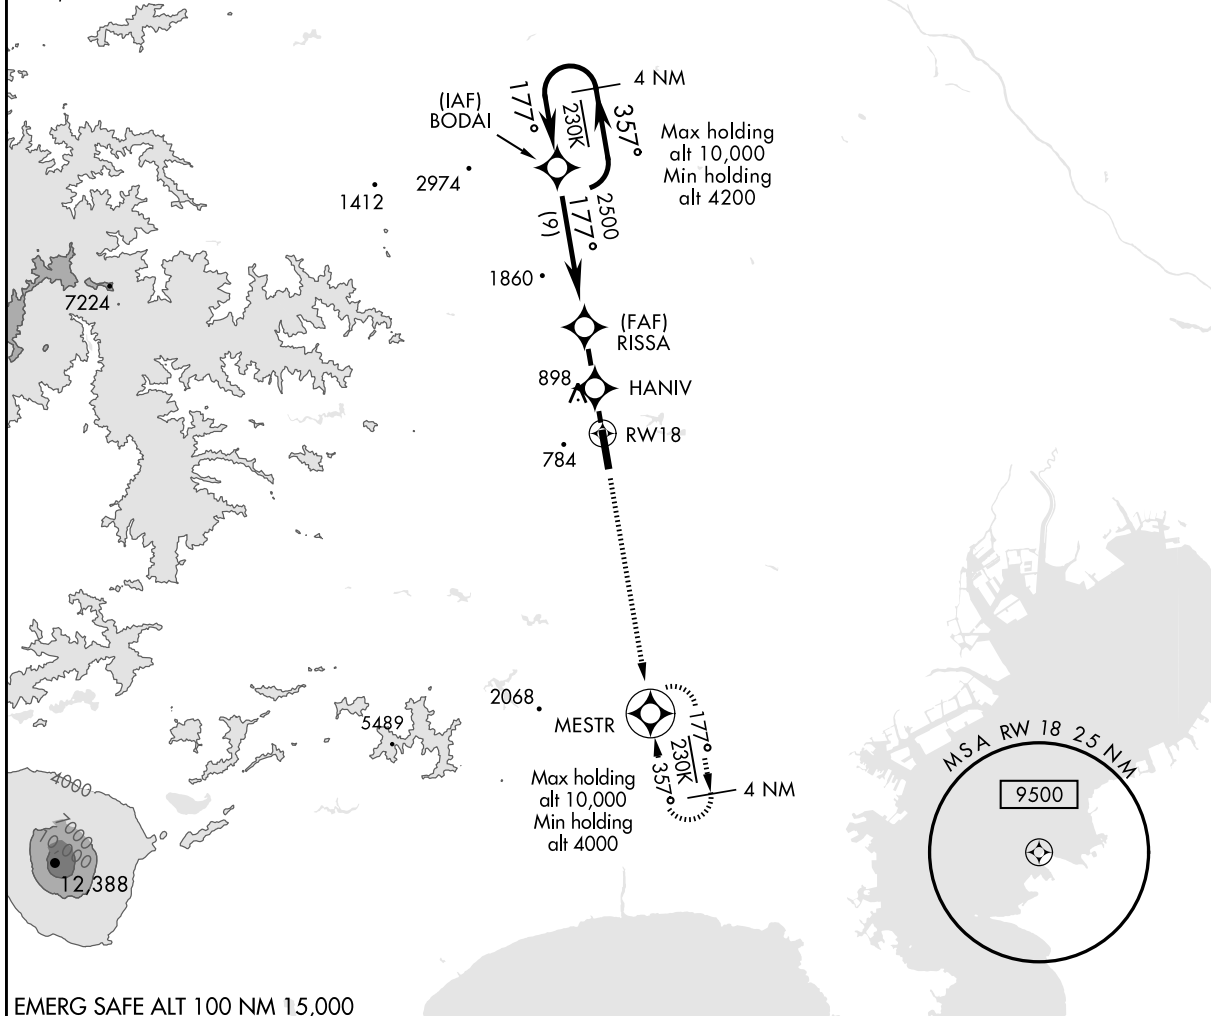 4 NM
177°
230K
357°
(IAF)
BODAI
Max holding
alt 10,000
Min holding
alt 4200
2974
1412
2500
177°
(9)
1860
7224
(FAF)
RISSA
898
HANIV
RW18
784
2068
MESTR
177°
230K
357°
4 NM
5489
Max holding
alt 10,000
Min holding
alt 4000
MSA RW 18 25 NM
9500
4000
7000
10000
12,388
EMERG SAFE ALT 100 NM 15,000